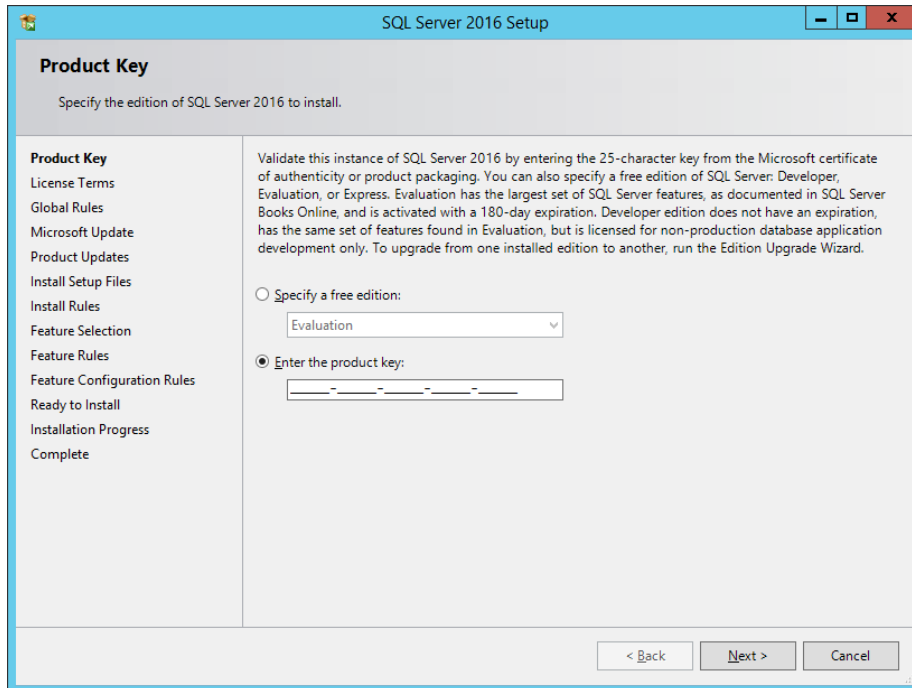 SQL Server 2016 Setup
Product Key
Specify the edition of SQL Server 2016 to install.
Product Key
License Terms
Global Rules
Microsoft Update
Product Updates
Install Setup Files
Install Rules
Feature Selection
Feature Rules
Feature Configuration Rules
Ready to Install
Installation Progress
Complete
Validate this instance of SQL Server 2016 by entering the 25-character key from the Microsoft certificate
of authenticity or product packaging. You can also specify a free edition of SQL Server: Developer,
Evaluation, or Express. Evaluation has the largest set of SQL Server features, as documented in SQL Server
Books Online, and is activated with a 180-day expiration. Developer edition does not have an expiration,
has the same set of features found in Evaluation, but is licensed for non-production database application
development only. To upgrade from one installed edition to another, run the Edition Upgrade Wizard.
Specify a free edition:
Evaluation
Enter the product key:
_____-_____-_____-_____-_____
< Back
Next >
Cancel